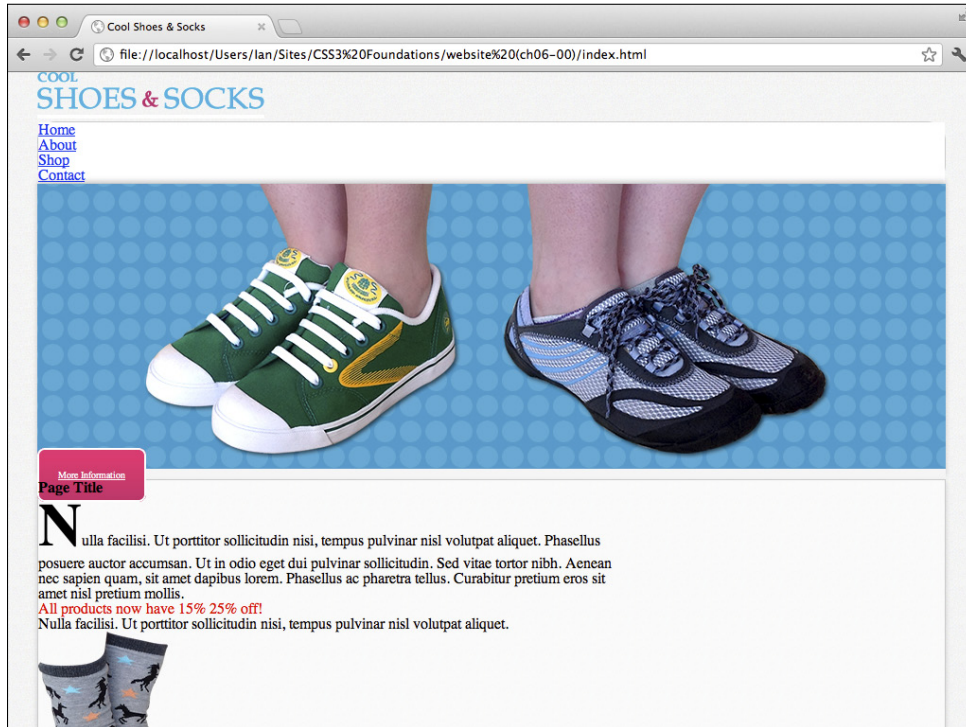 Cool Shoes & Socks
file://localhost/Users/Ian/Sites/CSS3%20Foundations/website%20(ch06-00)/index.html
COOL
SHOES & SOCKS
Home
About
Shop
Contact
More Information
Page Title
Nulla facilisi. Ut porttitor sollicitudin nisi, tempus pulvinar nisl volutpat aliquet. Phasellus
posuere auctor accumsan. Ut in odio eget dui pulvinar sollicitudin. Sed vitae tortor nibh. Aenean
nec sapien quam, sit amet dapibus lorem. Phasellus ac pharetra tellus. Curabitur pretium eros sit
amet nisl pretium mollis.
All products now have 15% 25% off!
Nulla facilisi. Ut porttitor sollicitudin nisi, tempus pulvinar nisl volutpat aliquet.